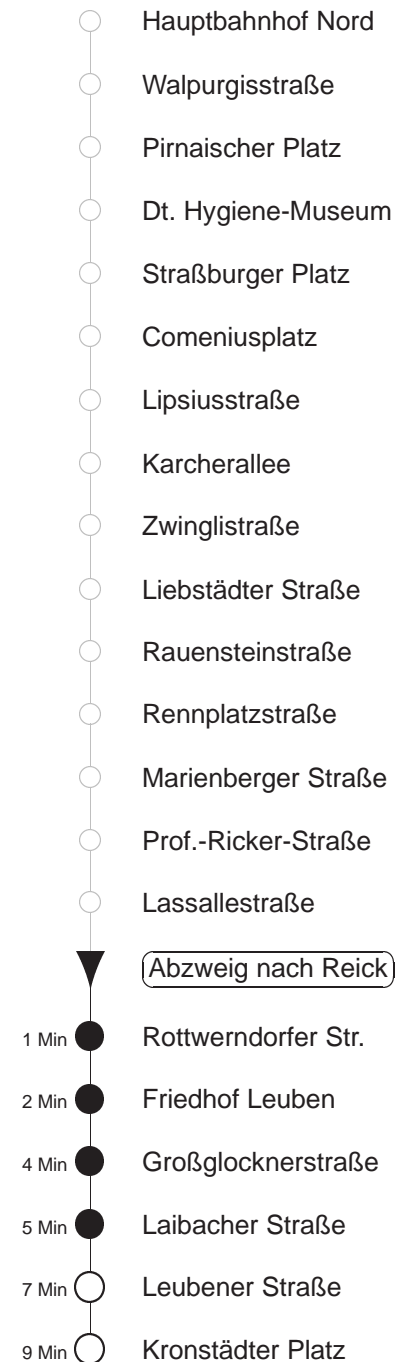 Hauptbahnhof Nord
Walpurgisstraße
Pirnaischer Platz
Dt. Hygiene-Museum
Straßburger Platz
Comeniusplatz
Lipsiusstraße
Karcherallee
Zwinglistraße
Liebstädter Straße
Rauensteinstraße
Rennplatzstraße
Marienberger Straße
Prof.-Ricker-Straße
Lassallestraße
Abzweig nach Reick
1 Min Rottwerndorfer Str.
2 Min Friedhof Leuben
4 Min Großglocknerstraße
5 Min Laibacher Straße
7 Min Leubener Straße
9 Min Kronstädter Platz